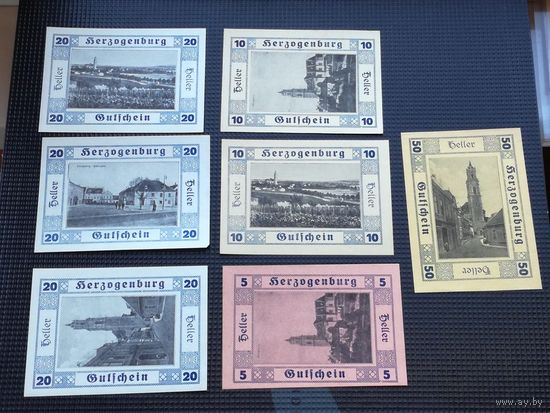 20 Herzogenburg 20
Heller Heller
20 Gutschein 20
10 Herzogenburg 10
Heller Heller
10 Gutschein 10
20 Herzogenburg 20
Heller Heller
20 Gutschein 20
10 Herzogenburg 10
Heller Heller
10 Gutschein 10
50 Herzogenburg 50
Heller Heller
50 Gutschein 50
20 Herzogenburg 20
Heller Heller
20 Gutschein 20
5 Herzogenburg 5
Heller Heller
5 Gutschein 5
www.ay.by